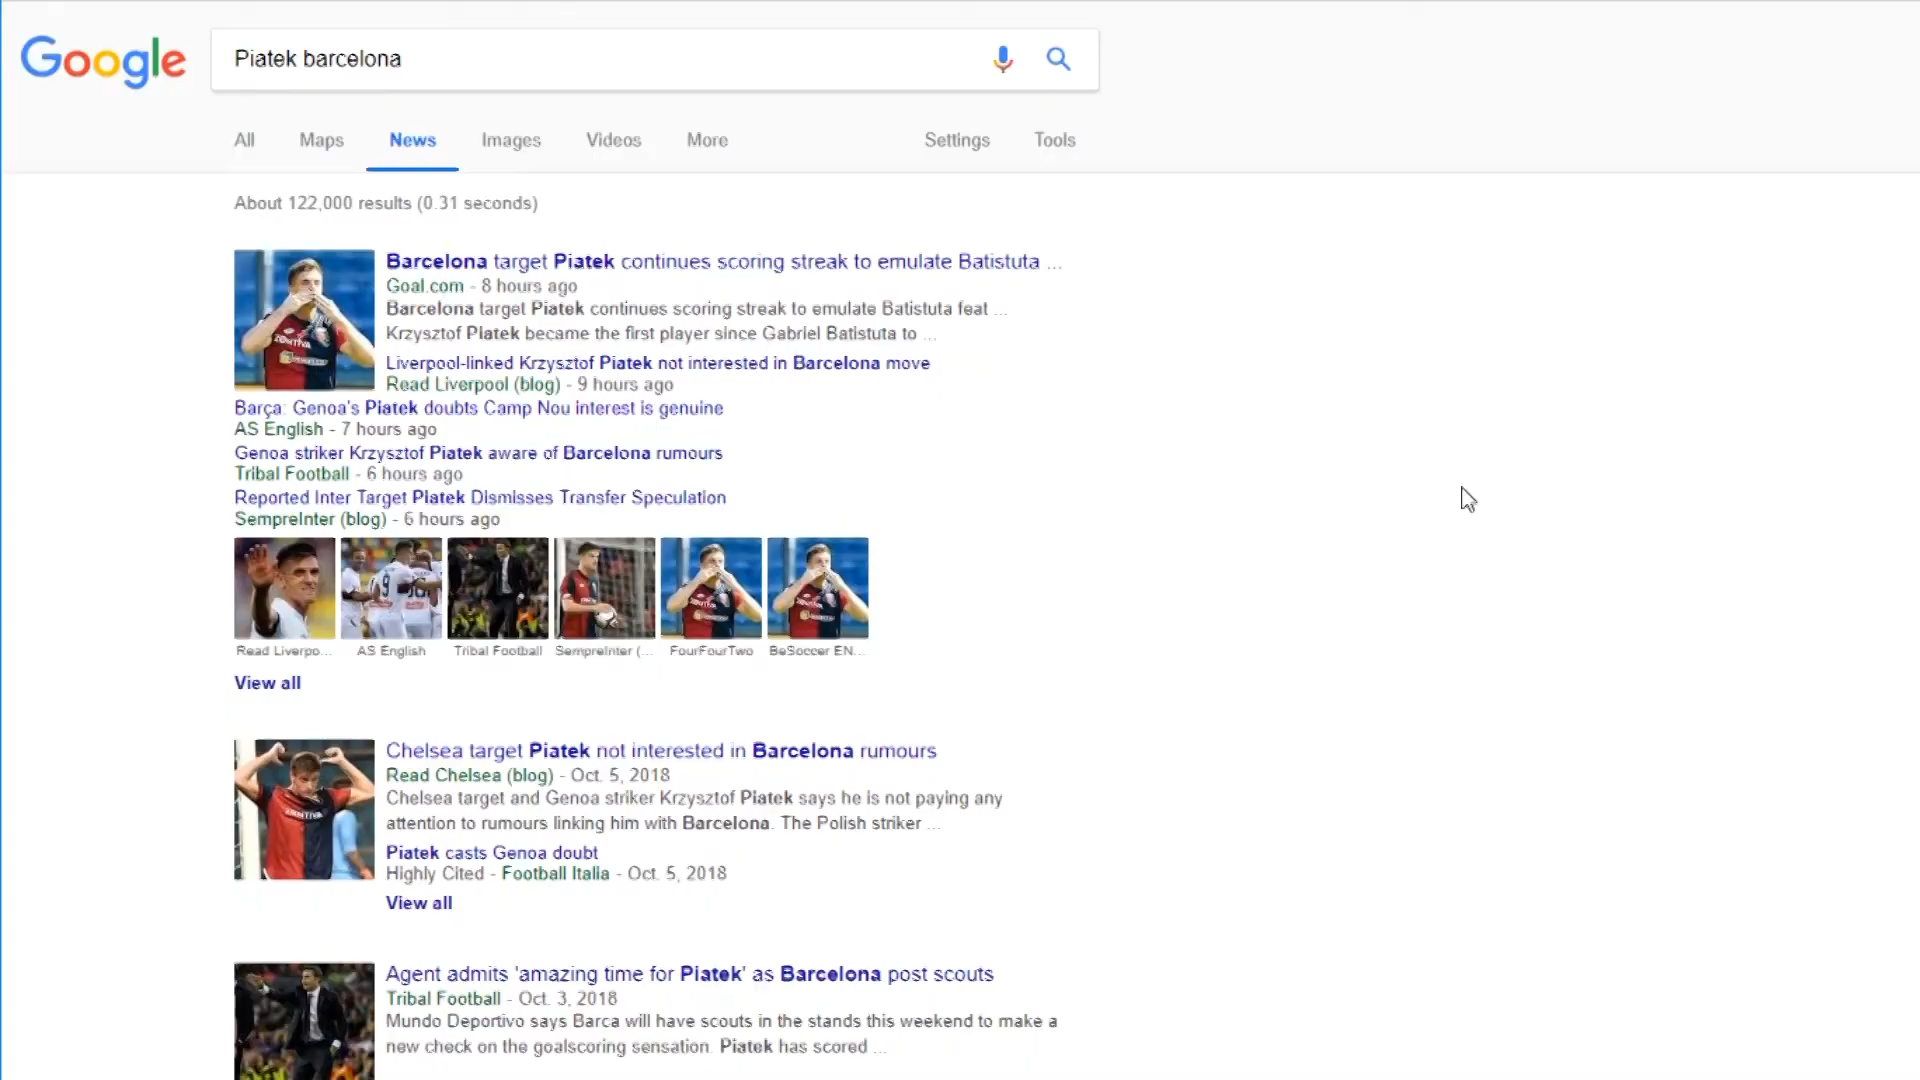 Google
Piatek barcelona
All Maps News Images Videos More Settings Tools
About 122,000 results (0.31 seconds)
Barcelona target Piatek continues scoring streak to emulate Batistuta ...
Goal.com - 8 hours ago
Barcelona target Piatek continues scoring streak to emulate Batistuta feat ...
Krzysztof Piatek became the first player since Gabriel Batistuta to ...
Liverpool-linked Krzysztof Piatek not interested in Barcelona move
Read Liverpool (blog) - 9 hours ago
Barça: Genoa's Piatek doubts Camp Nou interest is genuine
AS English - 7 hours ago
Genoa striker Krzysztof Piatek aware of Barcelona rumours
Tribal Football - 6 hours ago
Reported Inter Target Piatek Dismisses Transfer Speculation
SempreInter (blog) - 6 hours ago
Read Liverpo... AS English Tribal Football SempreInter (... FourFourTwo BeSoccer EN...
View all
Chelsea target Piatek not interested in Barcelona rumours
Read Chelsea (blog) - Oct. 5, 2018
Chelsea target and Genoa striker Krzysztof Piatek says he is not paying any
attention to rumours linking him with Barcelona. The Polish striker ...
Piatek casts Genoa doubt
Highly Cited - Football Italia - Oct. 5, 2018
View all
Agent admits 'amazing time for Piatek' as Barcelona post scouts
Tribal Football - Oct. 3, 2018
Mundo Deportivo says Barca will have scouts in the stands this weekend to make a
new check on the goalscoring sensation. Piatek has scored ...